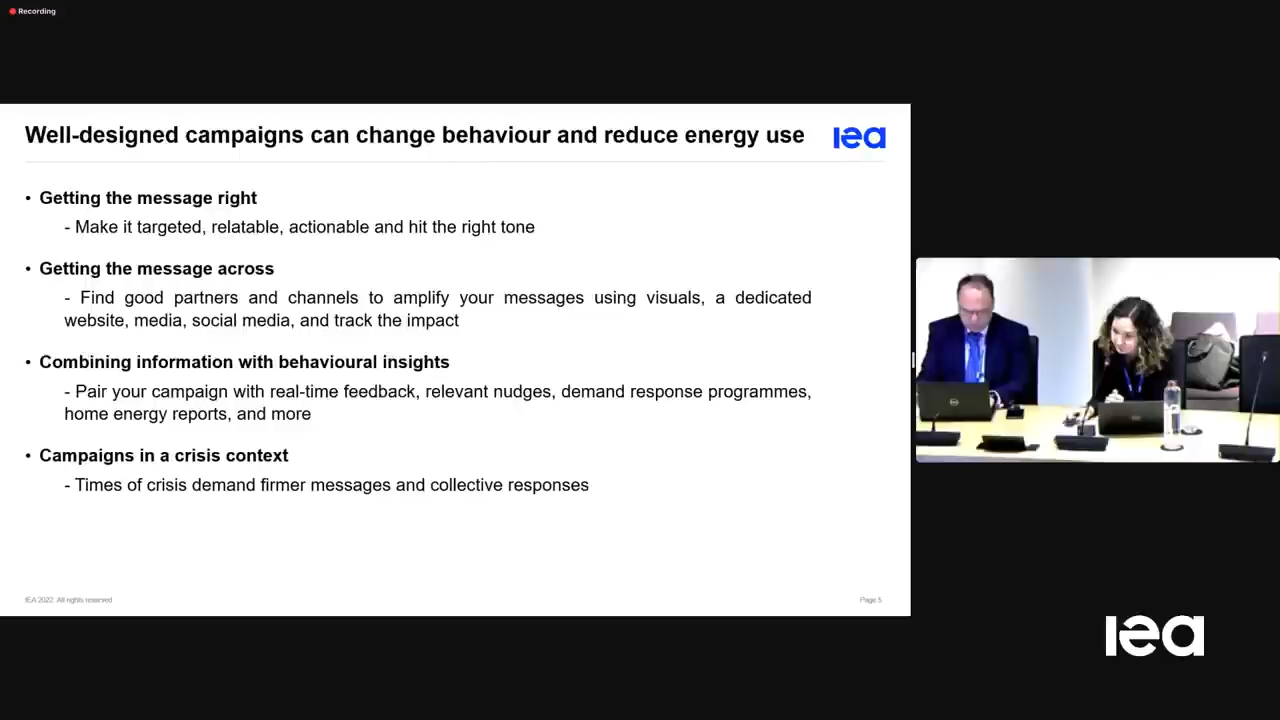 Recording
Well-designed campaigns can change behaviour and reduce energy use
iea
• Getting the message right
- Make it targeted, relatable, actionable and hit the right tone
• Getting the message across
- Find good partners and channels to amplify your messages using visuals, a dedicated
website, media, social media, and track the impact
• Combining information with behavioural insights
- Pair your campaign with real-time feedback, relevant nudges, demand response programmes,
home energy reports, and more
• Campaigns in a crisis context
- Times of crisis demand firmer messages and collective responses
IEA 2022. All rights reserved
Page 5
iea